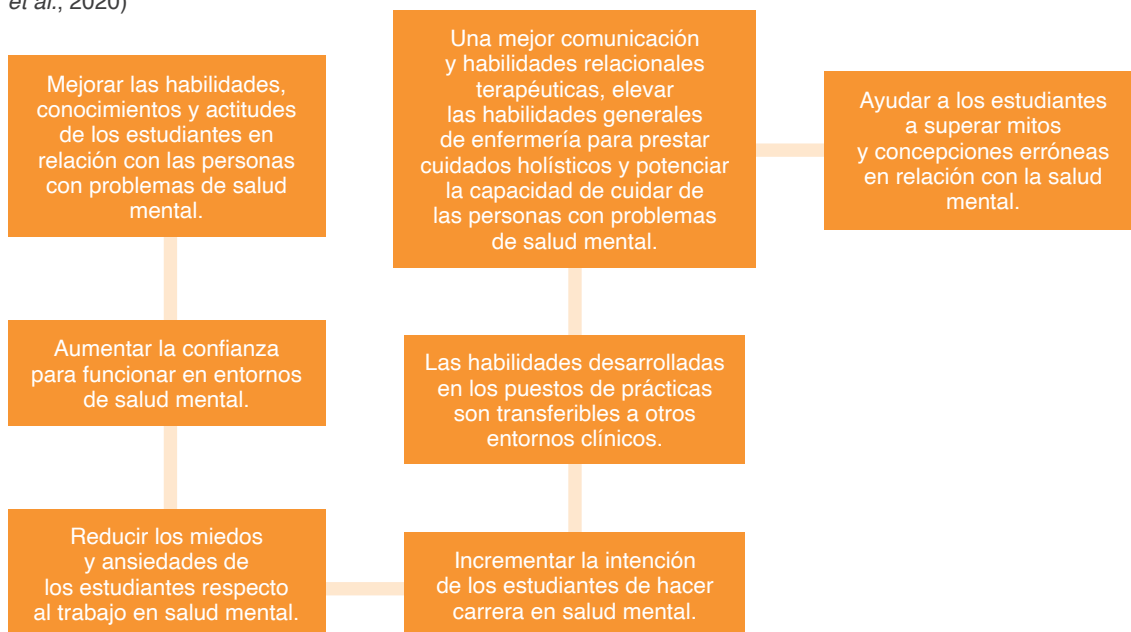 et al., 2020)
Mejorar las habilidades,
conocimientos y actitudes
de los estudiantes en
relación con las personas
con problemas de salud
mental.
Aumentar la confianza
para funcionar en entornos
de salud mental.
Reducir los miedos
y ansiedades de
los estudiantes respecto
al trabajo en salud mental.
Incrementar la intención
de los estudiantes de hacer
carrera en salud mental.
Las habilidades desarrolladas
en los puestos de prácticas
son transferibles a otros
entornos clínicos.
Una mejor comunicación
y habilidades relacionales
terapéuticas, elevar
las habilidades generales
de enfermería para prestar
cuidados holísticos y potenciar
la capacidad de cuidar de
las personas con problemas
de salud mental.
Ayudar a los estudiantes
a superar mitos
y concepciones erróneas
en relación con la salud
mental.